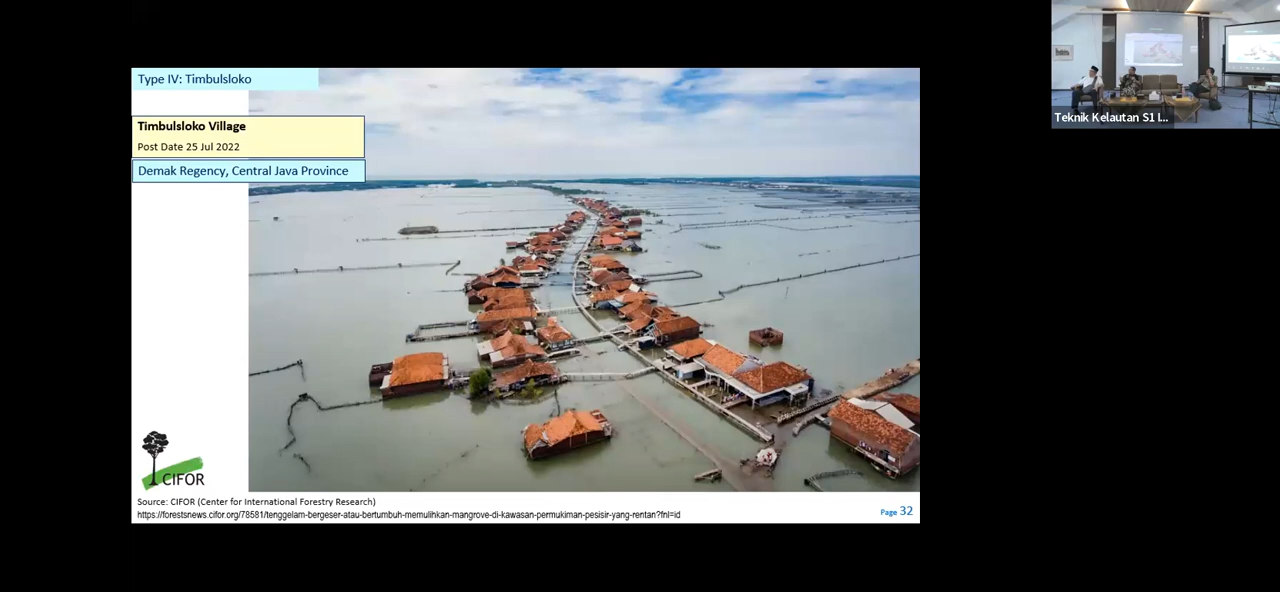 Type IV: Timbulsloko
Timbulsloko Village
Post Date 25 Jul 2022
Demak Regency, Central Java Province
CIFOR
Source: CIFOR (Center for International Forestry Research)
https://forestsnews.cifor.org/78581/tenggelam-bergeser-atau-bertumbuh-memulihkan-mangrove-di-kawasan-permukiman-pesisir-yang-rentan?fnl=id
Page 32
Teknik Kelautan S1 I...